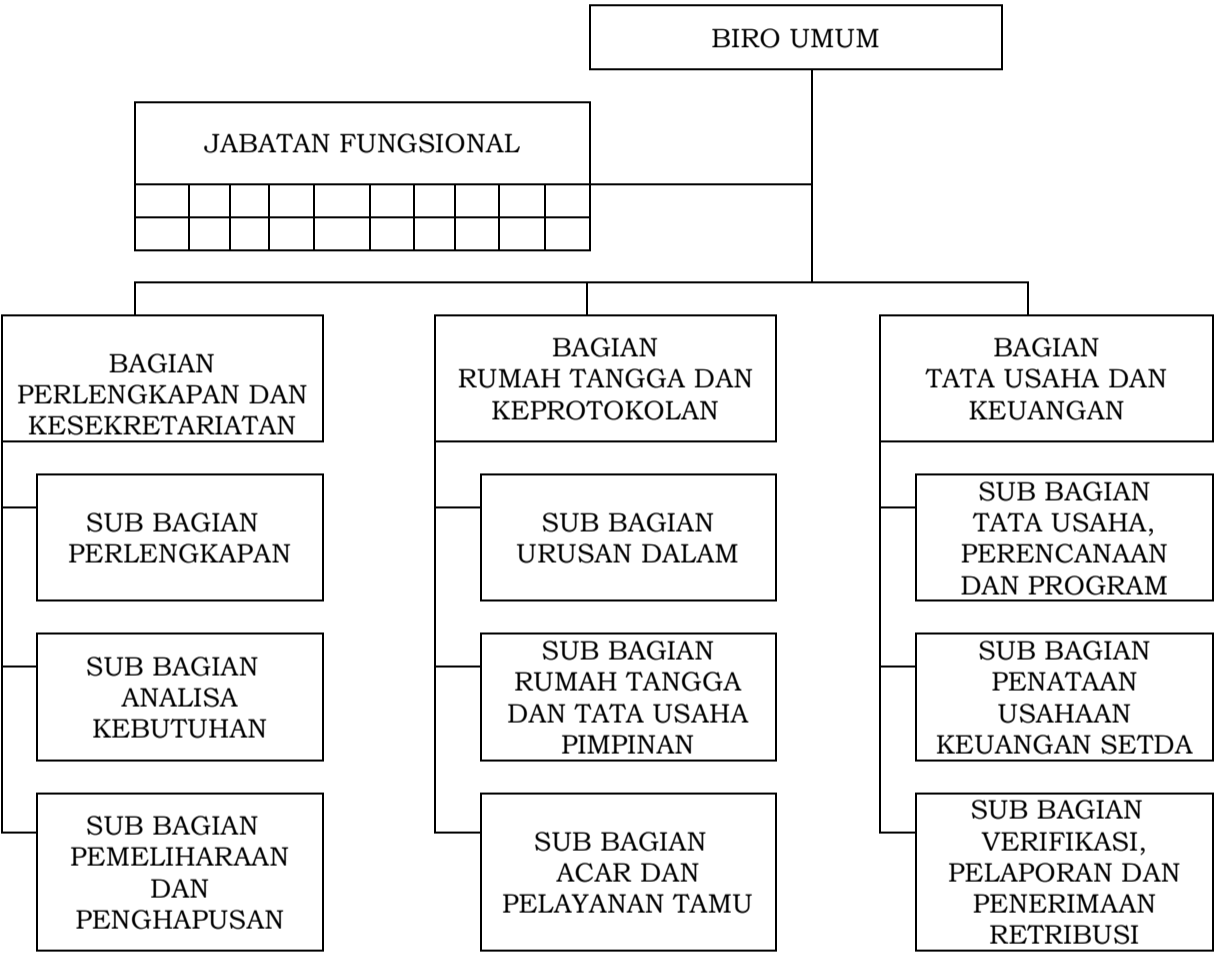 BIRO UMUM
JABATAN FUNGSIONAL
BAGIAN
PERLENGKAPAN DAN
KESEKRETARIATAN
SUB BAGIAN
PERLENGKAPAN
SUB BAGIAN
ANALISA
KEBUTUHAN
SUB BAGIAN
PEMELIHARAAN
DAN
PENGHAPUSAN
BAGIAN
RUMAH TANGGA DAN
KEPROTOKOLAN
SUB BAGIAN
URUSAN DALAM
SUB BAGIAN
RUMAH TANGGA
DAN TATA USAHA
PIMPINAN
SUB BAGIAN
ACAR DAN
PELAYANAN TAMU
BAGIAN
TATA USAHA DAN
KEUANGAN
SUB BAGIAN
TATA USAHA,
PERENCANAAN
DAN PROGRAM
SUB BAGIAN
PENATAAN
USAHAAN
KEUANGAN SETDA
SUB BAGIAN
VERIFIKASI,
PELAPORAN DAN
PENERIMAAN
RETRIBUSI